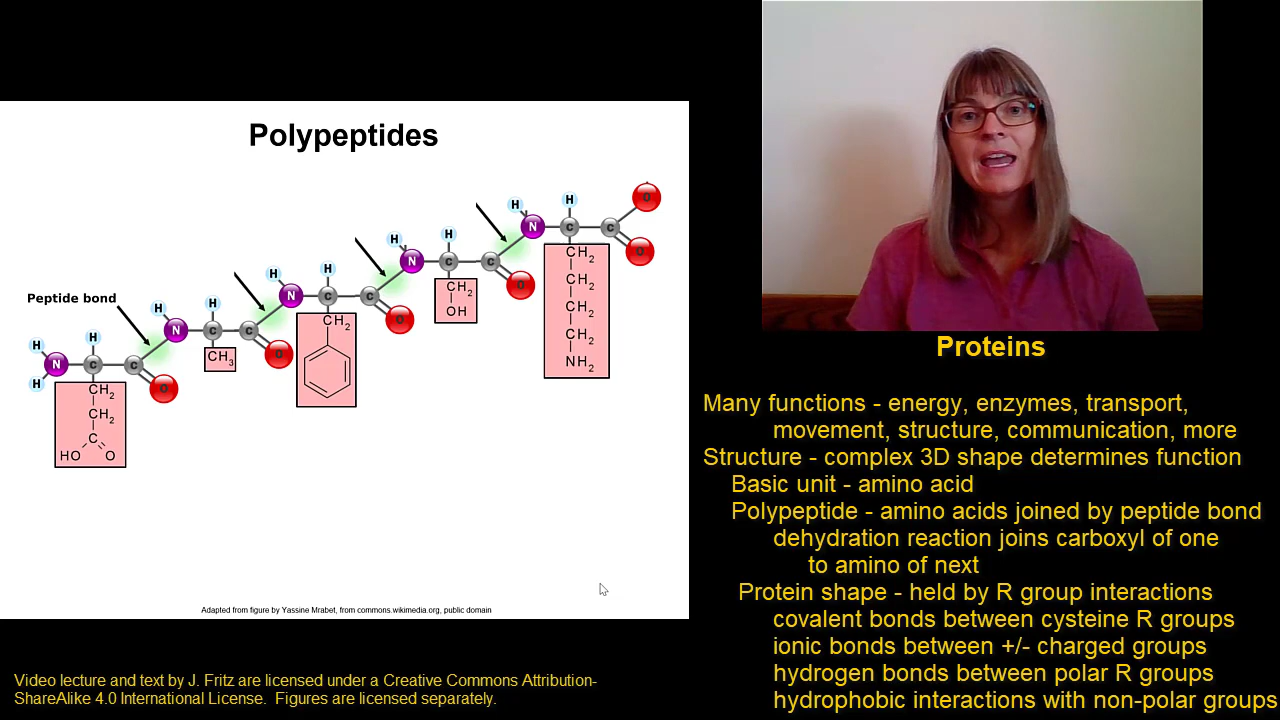 Polypeptides
Peptide bond
H
H
N
H
C
C
O
CH2
CH2
C
HO O
H
N
H
C
C
O
CH3
H
N
H
C
C
O
CH2
H
N
H
C
C
O
CH2
OH
H
N
H
C
C
O
O
CH2
CH2
CH2
CH2
NH2
Adapted from figure by Yassine Mrabet, from commons.wikimedia.org, public domain
Video lecture and text by J. Fritz are licensed under a Creative Commons Attribution-
ShareAlike 4.0 International License. Figures are licensed separately.
Proteins
Many functions - energy, enzymes, transport,
movement, structure, communication, more
Structure - complex 3D shape determines function
Basic unit - amino acid
Polypeptide - amino acids joined by peptide bond
dehydration reaction joins carboxyl of one
to amino of next
Protein shape - held by R group interactions
covalent bonds between cysteine R groups
ionic bonds between +/- charged groups
hydrogen bonds between polar R groups
hydrophobic interactions with non-polar groups